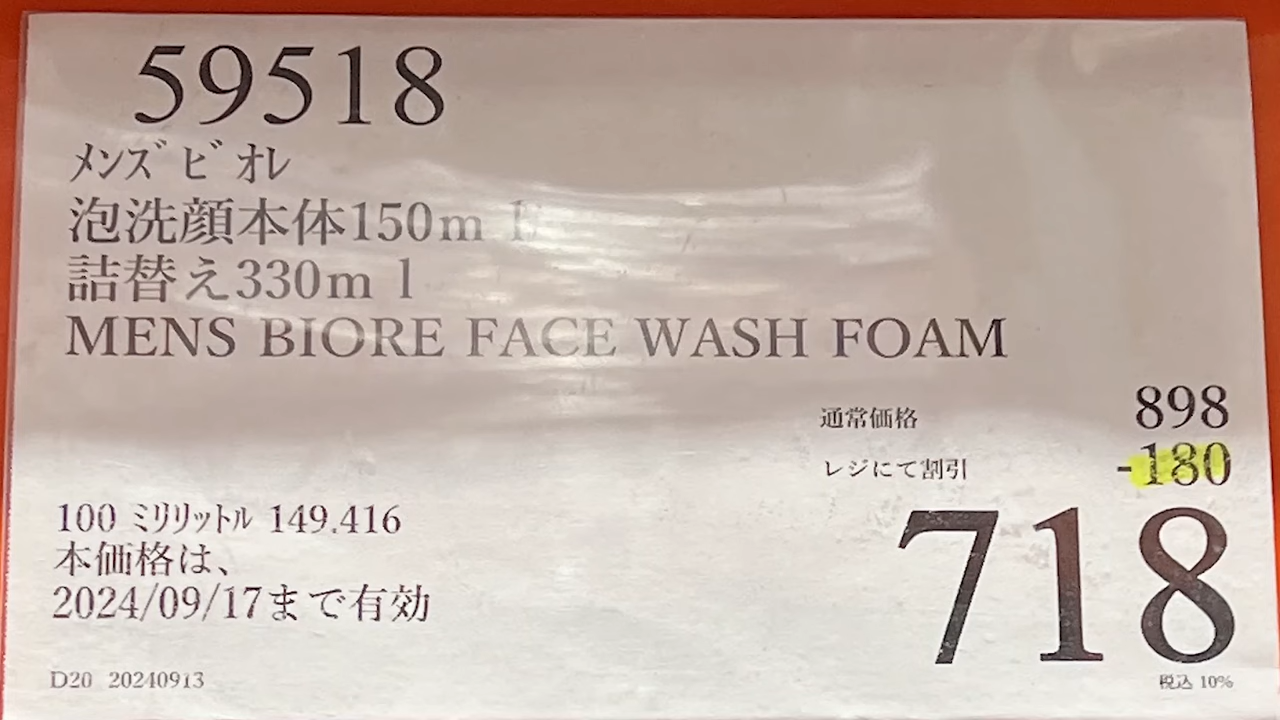 59518
ﾒﾝｽﾞﾋﾞｵﾚ
泡洗顔本体150ｍｌ
詰替え330ｍｌ
MENS BIORE FACE WASH FOAM
通常価格 898
レジにて割引 -180
718
100 ﾐﾘﾘｯﾄﾙ 149.416
本価格は、
2024/09/17まで有効
D20 20240913
税込 10%